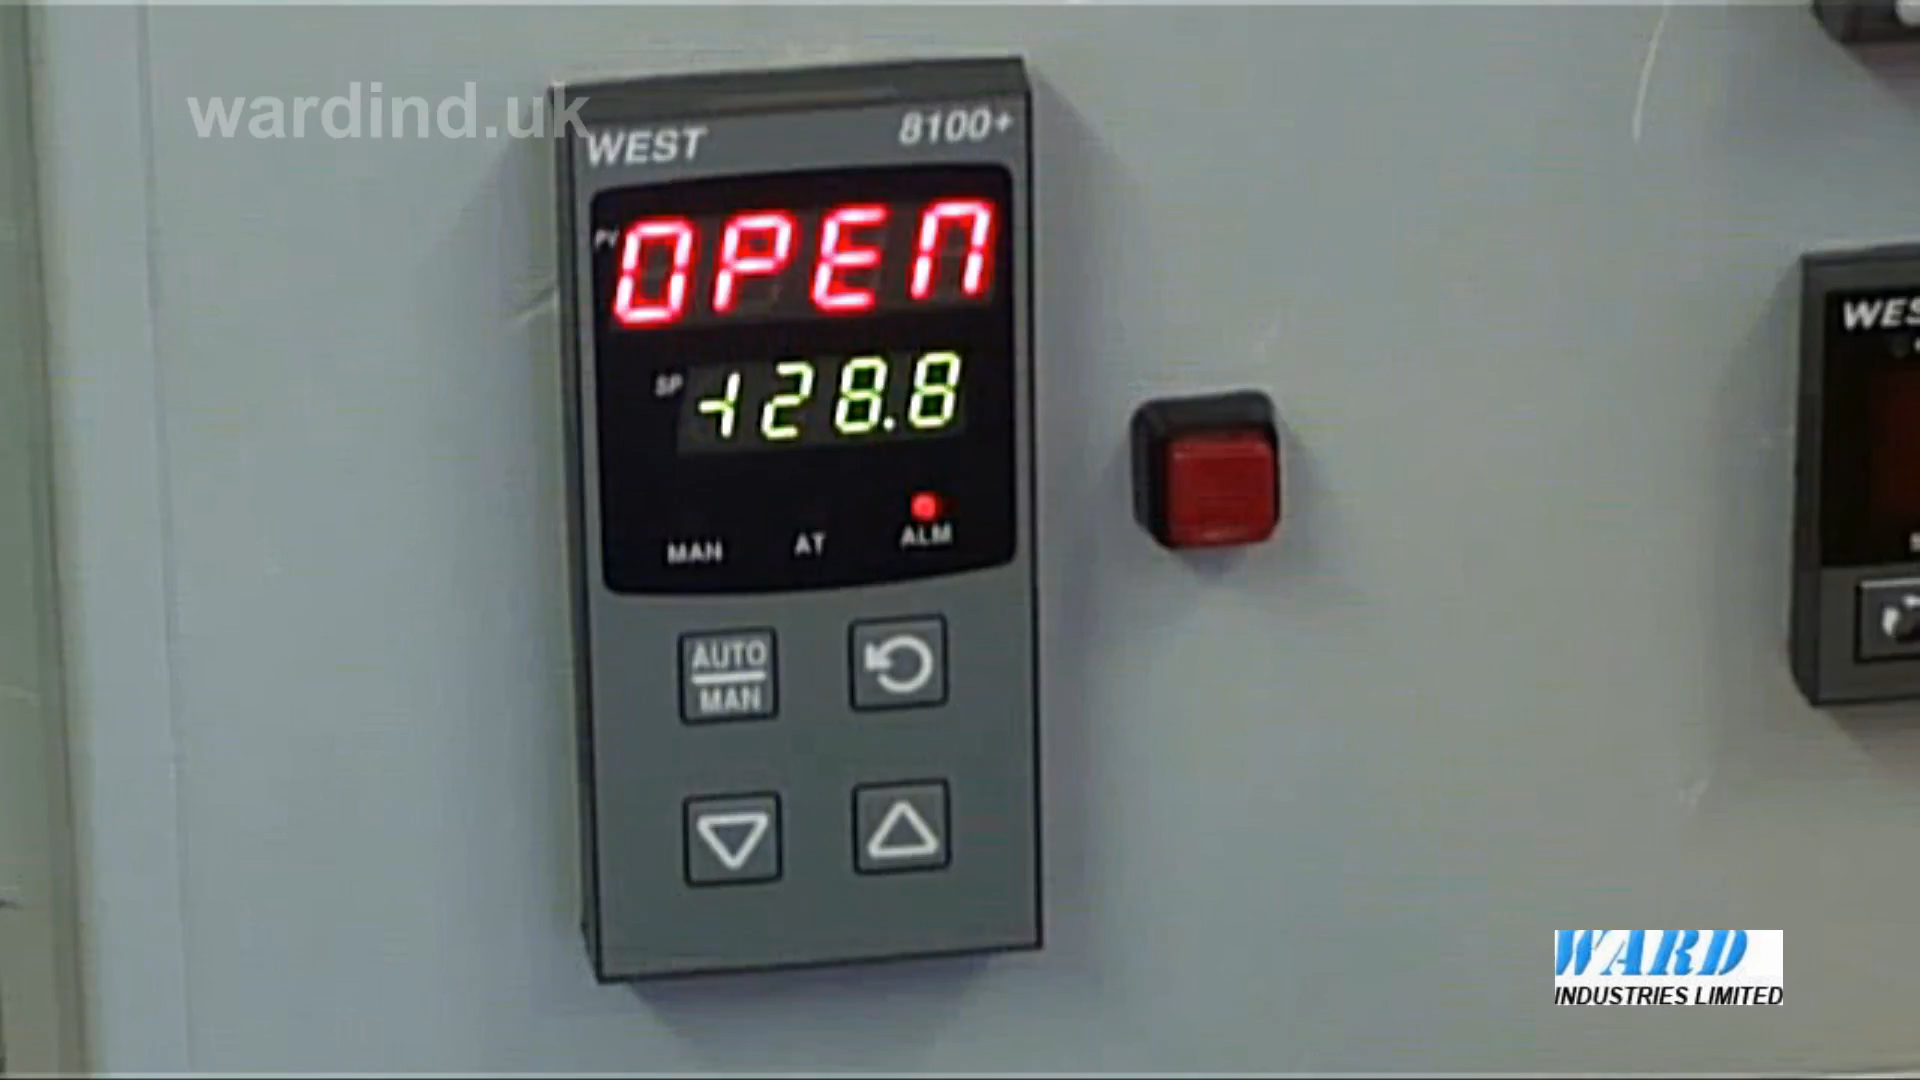 wardind.uk
WEST 8100+
PV OPEN
SP -128.8
MAN AT ALM
AUTO
MAN
WES
WARD
INDUSTRIES LIMITED